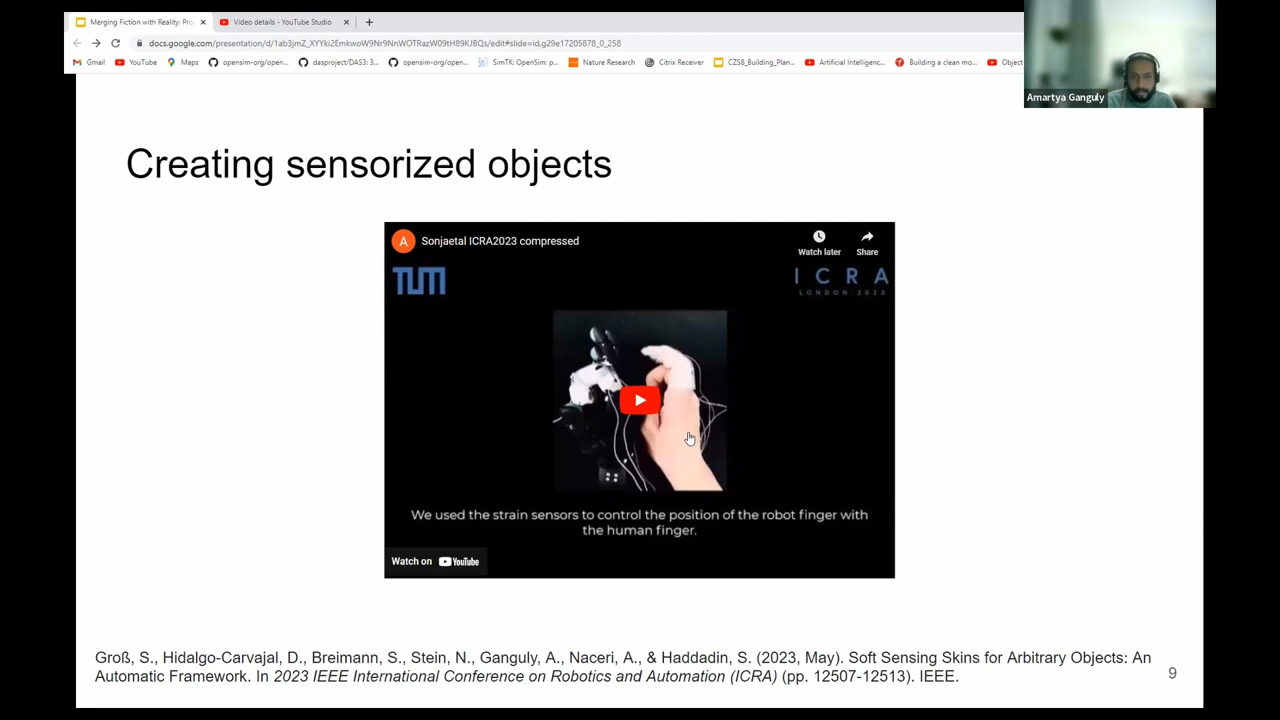 Merging Fiction with Reality: Pro
Video details - YouTube Studio
docs.google.com/presentation/d/1ab3jmZ_XYYki2EmkwoW9Nr9NnWOTRazW09tH89KJBQs/edit#slide=id.g29e17205878_0_258
Gmail
YouTube
Maps
opensim-org/open...
dasproject/DAS3: 3...
opensim-org/open...
SimTK: OpenSim: p...
Nature Research
Citrix Receiver
CZS8_Building_Plan...
Artificial Intelligenc...
Building a clean mo...
Object
Amartya Ganguly
Creating sensorized objects
A
Sonjaetal ICRA2023 compressed
Watch later
Share
TUM
ICRA
LONDON 2023
We used the strain sensors to control the position of the robot finger with
the human finger.
Watch on YouTube
Groß, S., Hidalgo-Carvajal, D., Breimann, S., Stein, N., Ganguly, A., Naceri, A., & Haddadin, S. (2023, May). Soft Sensing Skins for Arbitrary Objects: An
Automatic Framework. In 2023 IEEE International Conference on Robotics and Automation (ICRA) (pp. 12507-12513). IEEE.
9